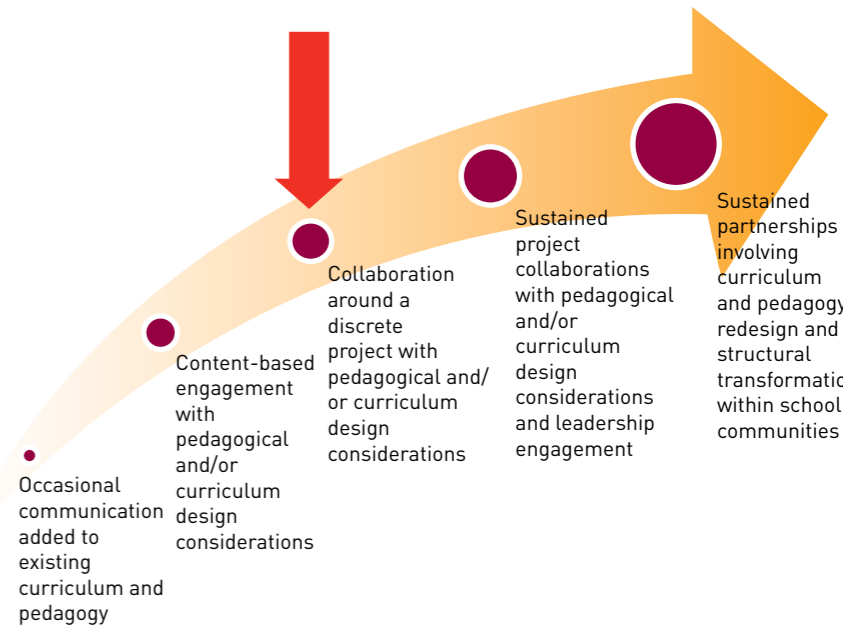 Occasional
communication
added to
existing
curriculum and
pedagogy
Content-based
engagement
with
pedagogical
and/or
curriculum
design
considerations
Collaboration
around a
discrete
project with
pedagogical and/
or curriculum
design
considerations
Sustained
project
collaborations
with pedagogical
and/or
curriculum
design
considerations
and leadership
engagement
Sustained
partnerships
involving
curriculum
and pedagogy
redesign and
structural
transformatio
within school
communities